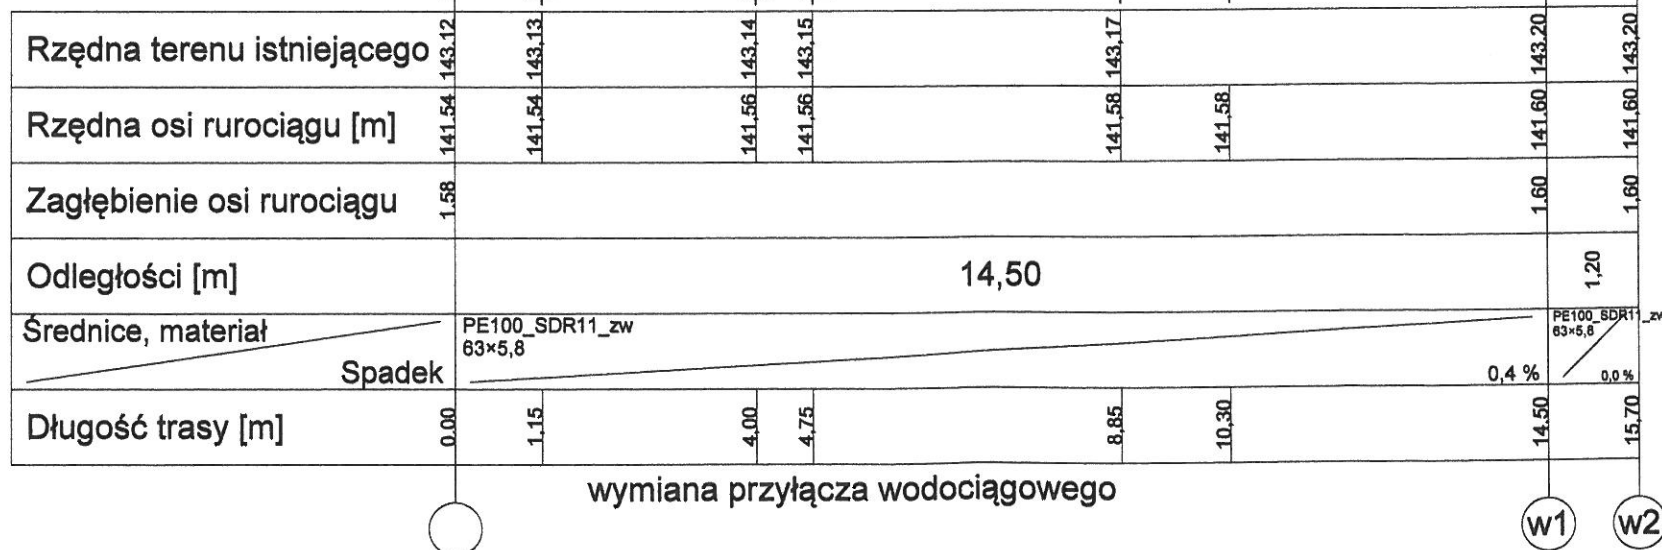 Rzędna terenu istniejącego 143,12 143,13 143,14 143,15 143,17 143,20 143,20
Rzędna osi rurociągu [m] 141,54 141,54 141,56 141,56 141,58 141,58 141,60 141,60
Zagłębienie osi rurociągu 1,58 1,60 1,60
Odległości [m] 14,50 1,20
Średnice, materiał PE100_SDR11_zw PE100_SDR11_zw
63×5,8 63×5,8
Spadek 0,4 % 0,0 %
Długość trasy [m] 0,00 1,15 4,00 4,75 8,85 10,30 14,50 15,70
wymiana przyłącza wodociągowego
w1 w2